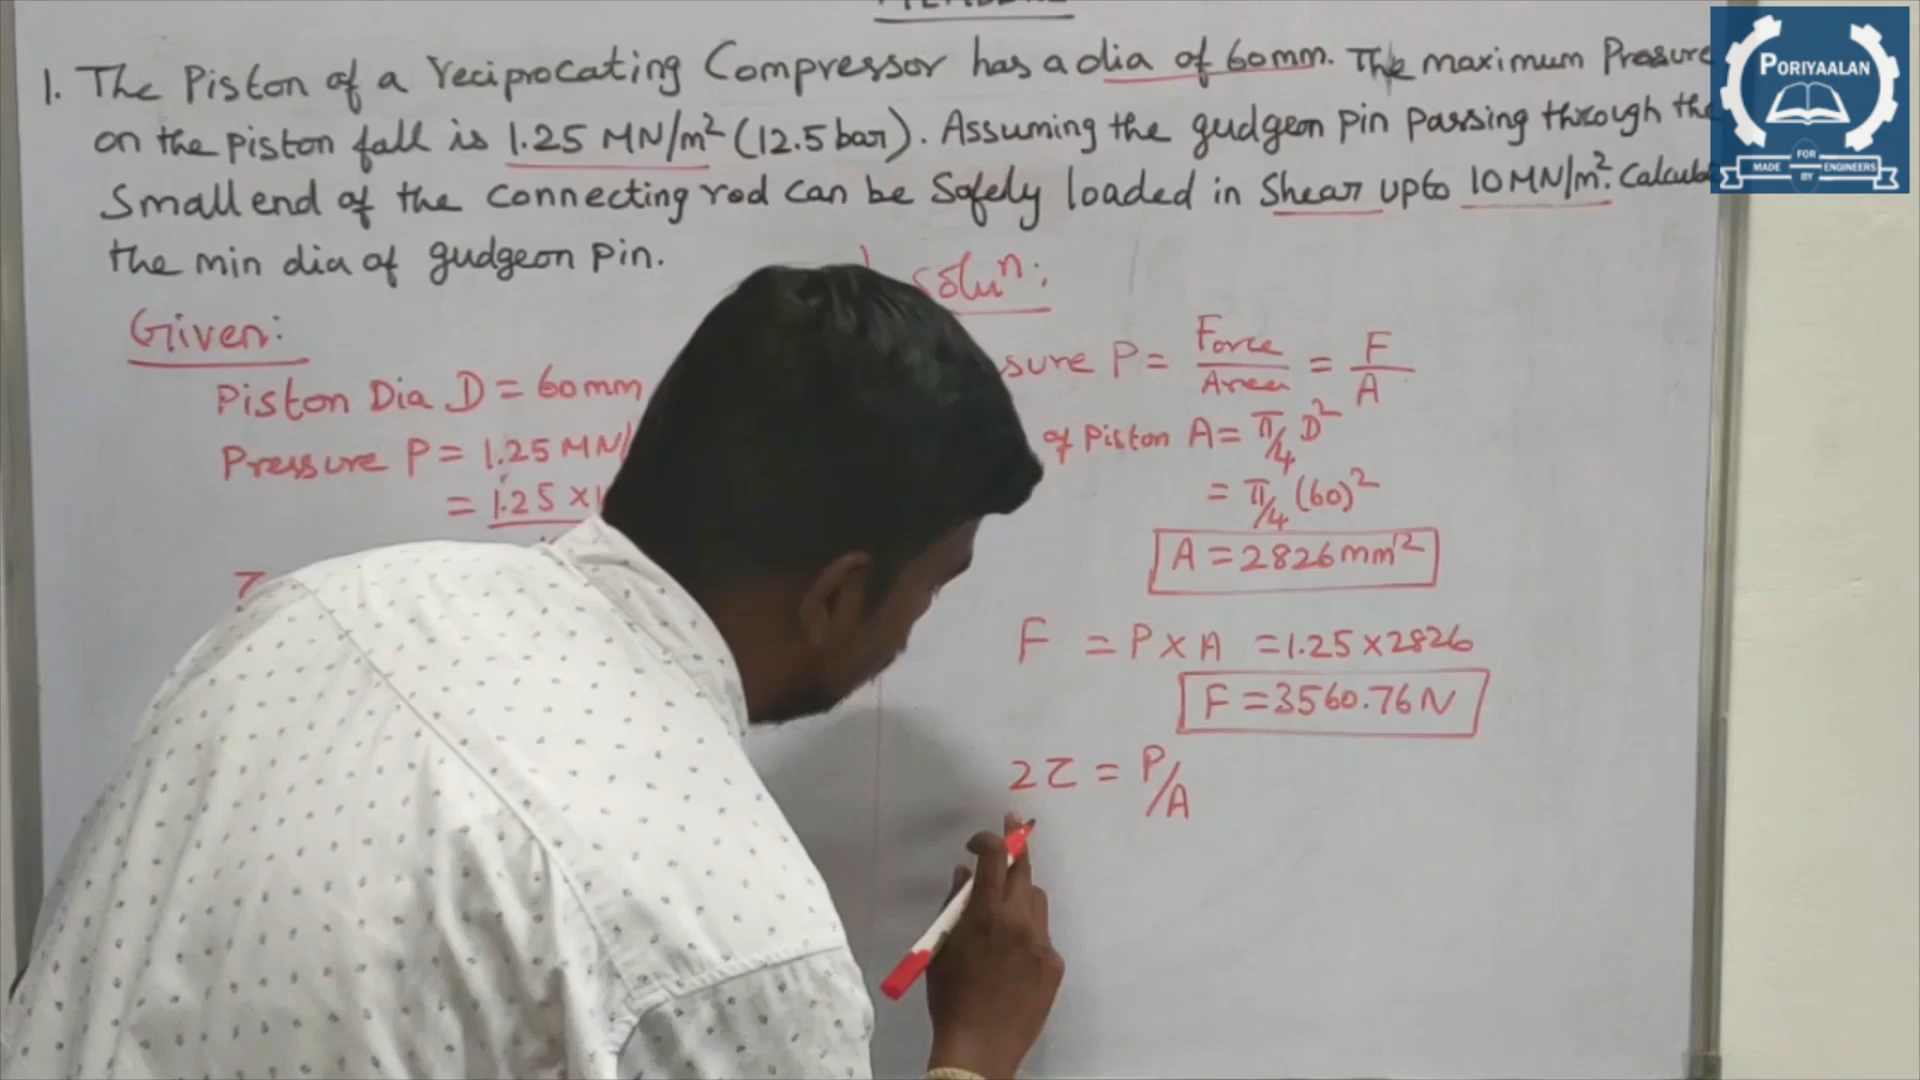 1. The Piston of a reciprocating Compressor has a dia of 60mm. The maximum Pressure
on the piston fall is 1.25 MN/m² (12.5 bar). Assuming the gudgeon pin passing through the
Small end of the connecting rod can be Safely loaded in Shear upto 10 MN/m². Calcula
the min dia of gudgeon pin.
Given:
Piston Dia D = 60mm
Pressure P = 1.25 MN/
= 1.25 ×1
soluⁿ:
sure P = Force/Area = F/A
of Piston A = π/4 D²
= π/4 (60)²
A = 2826mm²
F = P × A = 1.25 × 2826
F = 3560.76 N
2τ = P/A
PORIYAALAN
MADE FOR BY ENGINEERS